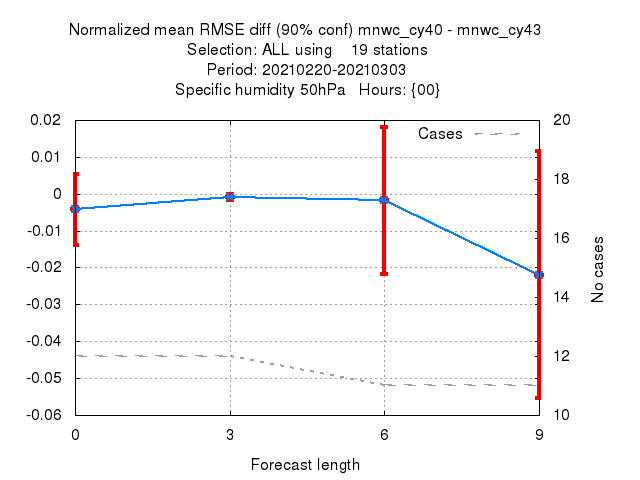 Normalized mean RMSE diff (90% conf) mnwc_cy40 - mnwc_cy43
Selection: ALL using    19 stations
Period: 20210220-20210303
Specific humidity 50hPa   Hours: {00}
Cases
0.02
0.01
0
-0.01
-0.02
-0.03
-0.04
-0.05
-0.06
20
18
16
14
12
10
No cases
0
3
6
9
Forecast length